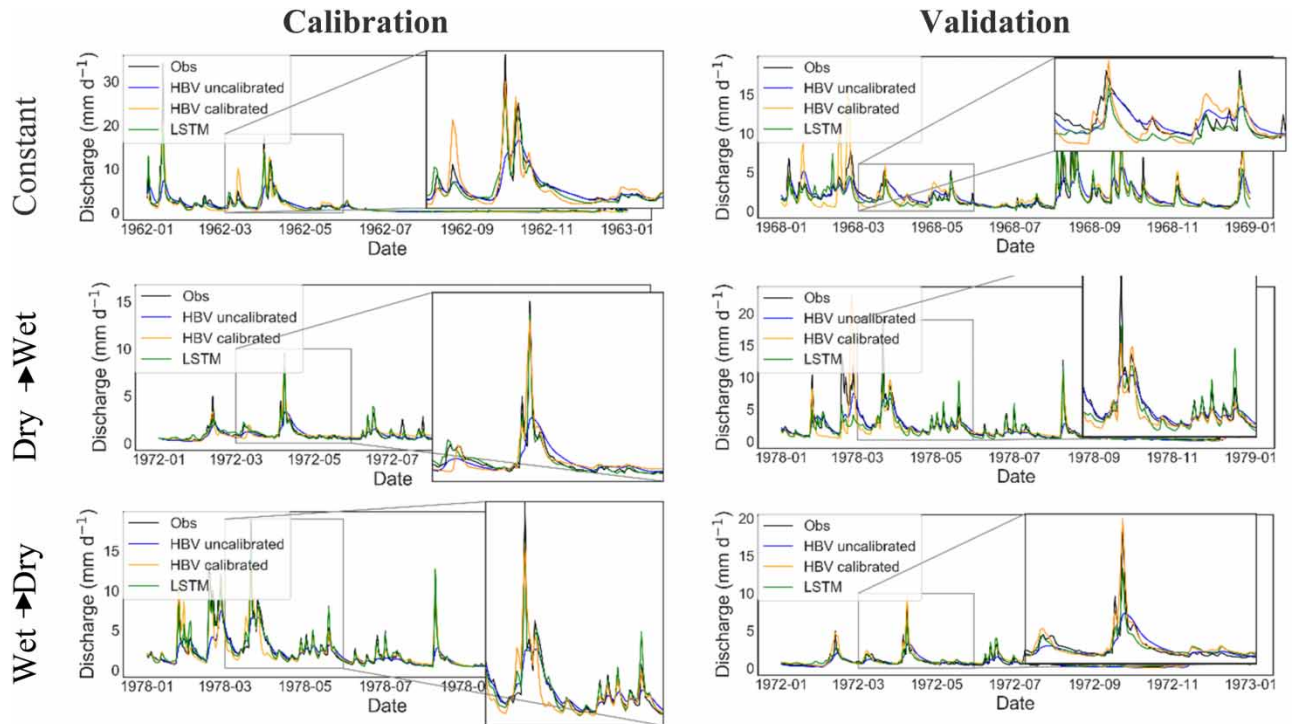 Calibration
Validation
Constant
Discharge (mm d⁻¹)
30
20
10
0
Obs
HBV uncalibrated
HBV calibrated
LSTM
1962-01
1962-03
1962-05
1962-07
1962-09
1962-11
1963-01
Date
Discharge (mm d⁻¹)
15
10
5
0
Obs
HBV uncalibrated
HBV calibrated
LSTM
1968-01
1968-03
1968-05
1968-07
1968-09
1968-11
1969-01
Date
Dry → Wet
Discharge (mm d⁻¹)
15
10
5
0
Obs
HBV uncalibrated
HBV calibrated
LSTM
1972-01
1972-03
1972-05
1972-07
Date
Discharge (mm d⁻¹)
20
15
10
5
0
Obs
HBV uncalibrated
HBV calibrated
LSTM
1978-01
1978-03
1978-05
1978-07
1978-09
1978-11
1979-01
Date
Wet → Dry
Discharge (mm d⁻¹)
15
10
5
0
Obs
HBV uncalibrated
HBV calibrated
LSTM
1978-01
1978-03
1978-05
1978-07
Date
Discharge (mm d⁻¹)
20
15
10
5
0
Obs
HBV uncalibrated
HBV calibrated
LSTM
1972-01
1972-03
1972-05
1972-07
1972-09
1972-11
1973-01
Date